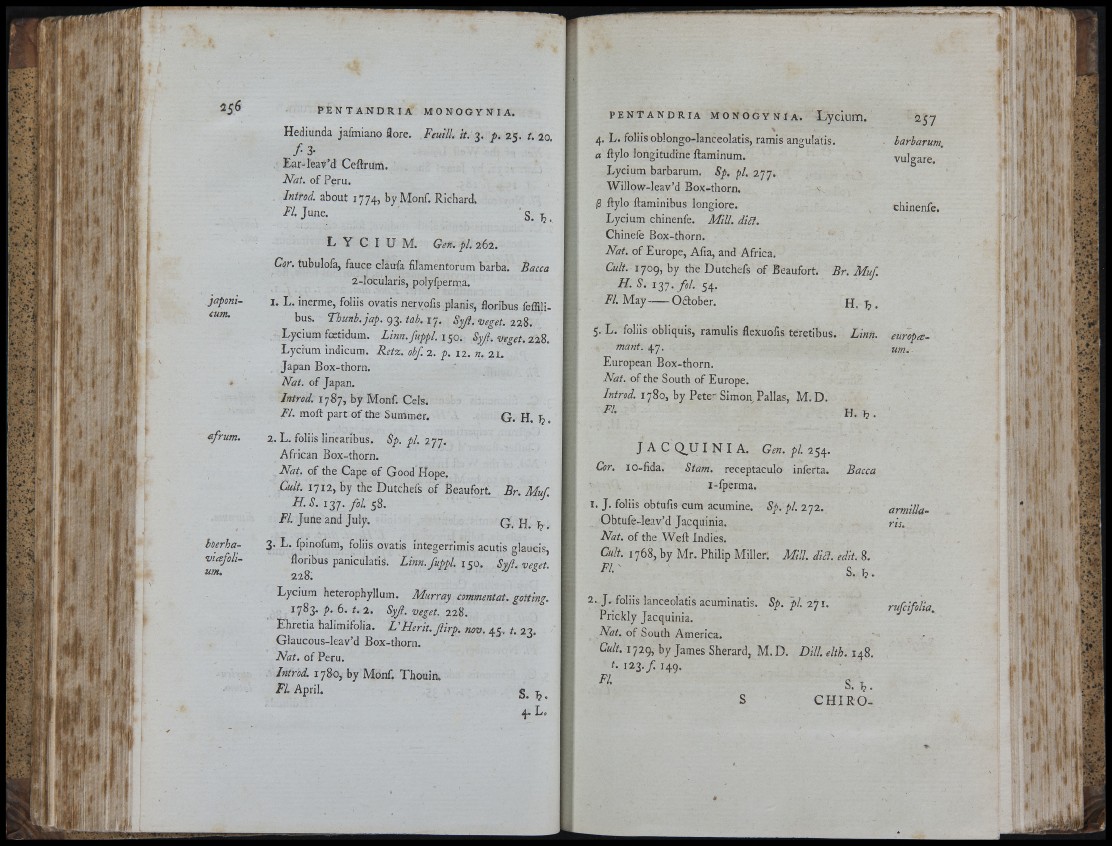 256
PENTANDRIA MONOGYNIA.
Hediunda jaſmiano flore. Feuill. it. 3. p. 25. t. 20.
f. 3.
Ear-leav'd Ceſtrum.
Nat. of Peru.
Introd. about 1774, by Monſ. Richard.
Fl. June. S. ♄.
LYCIUM. Gen. pl. 262.
Cor. tubuloſa, fauce clauſa filamentorum barba. Bacca
2-locularis, polyſperma.
japoni-
cum.
1. L. inerme, foliis ovatis nervoſis planis, floribus ſeſſili-
bus. Thunb. jap. 93. tab. 17. Syſt. veget. 228.
Lycium fœtidum. Linn. ſuppl. 150. Syſt. veget. 228.
Lycium indicum. Retz. obſ. 2. p. 12. n. 21.
Japan Box-thorn.
Nat. of Japan.
Introd. 1787, by Monſ. Cels.
Fl. moſt part of the Summer. G. H. ♄.
afrum.
2. L. foliis linearibus. Sp. pl. 277.
African Box-thorn.
Nat. of the Cape of Good Hope.
Cult. 1712, by the Dutcheſs of Beaufort. Br. Muſ.
H. S. 137. fol. 58.
Fl. June and July. G. H. ♄.
boerha-
viæfoli-
um.
3. L. ſpinoſum, foliis ovatis integerrimis acutis glaucis,
floribus paniculatis. Linn. ſuppl. 150. Syſt. veget.
228.
Lycium heterophyllum. Murray commentat. gotting.
1783. p. 6. t. 2. Syſt. veget. 228.
Ehretia halimifolia. L'Herit. ſtirp. nov. 45. t. 23.
Glaucous-leav'd Box-thorn.
Nat. of Peru.
Introd. 1780, by Monſ. Thouin.
Fl. April. S. ♄.
4. L.
PENTANDRIA MONOGYNIA. Lycium. 257
4. L. foliis oblongo-lanceolatis, ramis angulatis. barbarum.
α ſtylo longitudine ſtaminum. vulgare.
Lycium barbarum. Sp. pl. 277.
Willow-leav'd Box-thorn.
β ſtylo ſtaminibus longiore. chinenſe.
Lycium chinenſe. Mill. dict.
Chineſe Box-thorn.
Nat. of Europe, Aſia, and Africa.
Cult. 1709, by the Dutcheſs of Beaufort. Br. Muſ.
H. S. 137. fol. 54.
Fl. May——October. H. ♄.
5. L. foliis obliquis, ramulis flexuoſis teretibus. Linn. europæ-
mant. 47. um.
European Box-thorn.
Nat. of the South of Europe.
Introd. 1780, by Peter Simon Pallas, M. D.
Fl. H. ♄.
JACQUINIA. Gen. pl. 254.
Cor. 10-fida. Stam. receptaculo inſerta. Bacca
1-ſperma.
1. J. foliis obtuſis cum acumine. Sp. pl. 272. armilla-
Obtuſe-leav'd Jacquinia. ris.
Nat. of the Weſt Indies.
Cult. 1768, by Mr. Philip Miller. Mill. dict. edit. 8.
Fl. S. ♄.
2. J. foliis lanceolatis acuminatis. Sp. pl. 271. ruſcifolia.
Prickly Jacquinia.
Nat. of South America.
Cult. 1729, by James Sherard, M. D. Dill. elth. 148.
t. 123. f. 149.
Fl. S. ♄.
S CHIRO-